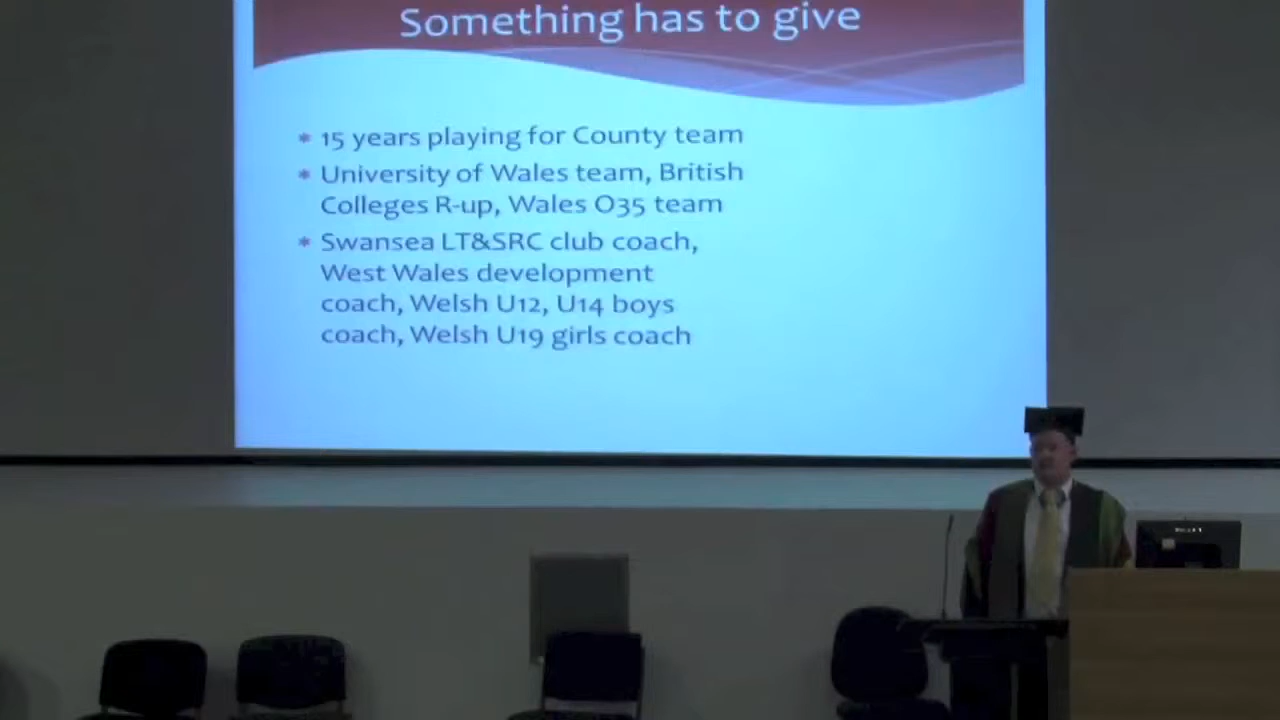 Something has to give
* 15 years playing for County team
* University of Wales team, British
Colleges R-up, Wales O35 team
* Swansea LT&SRC club coach,
West Wales development
coach, Welsh U12, U14 boys
coach, Welsh U19 girls coach